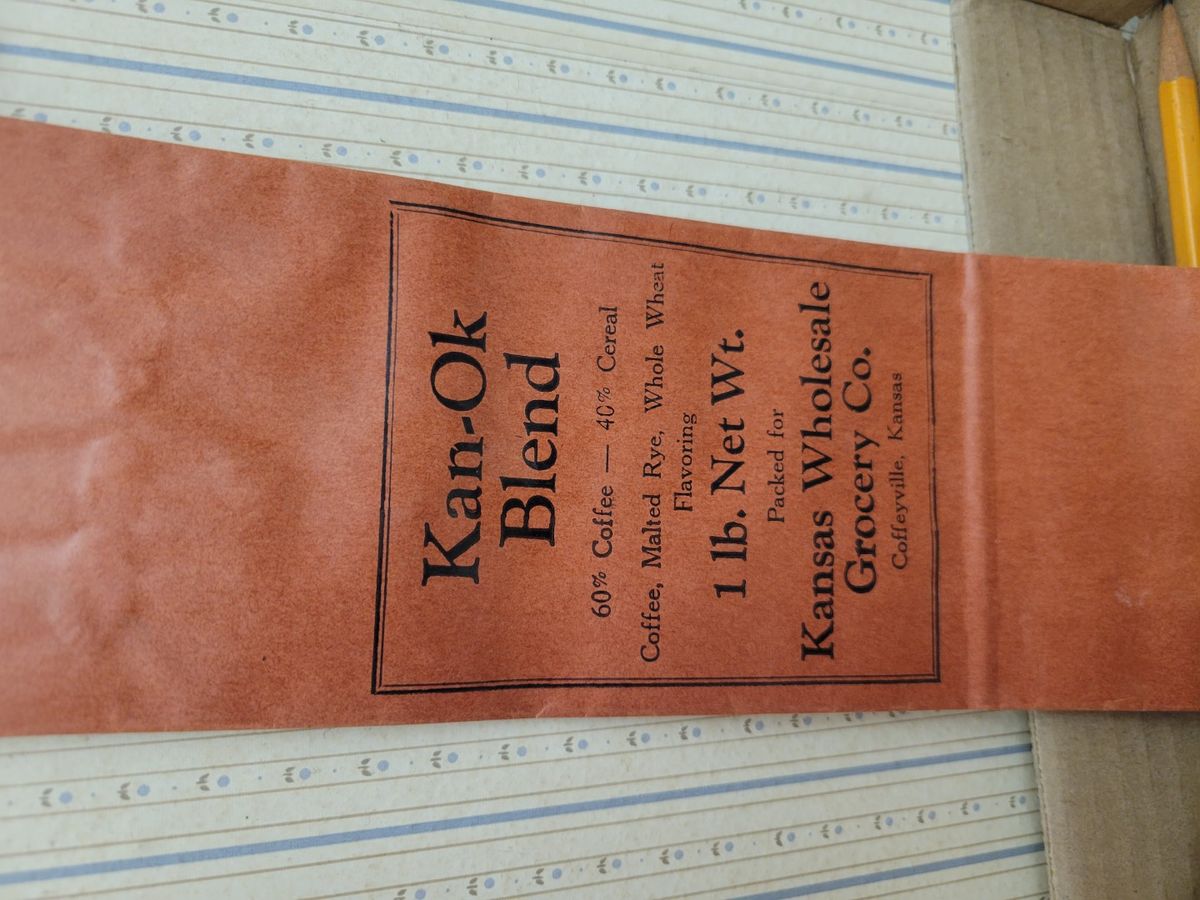 Kan-Ok
Blend
60% Coffee — 40% Cereal
Coffee, Malted Rye, Whole Wheat
Flavoring
1 lb. Net Wt.
Packed for
Kansas Wholesale
Grocery Co.
Coffeyville, Kansas